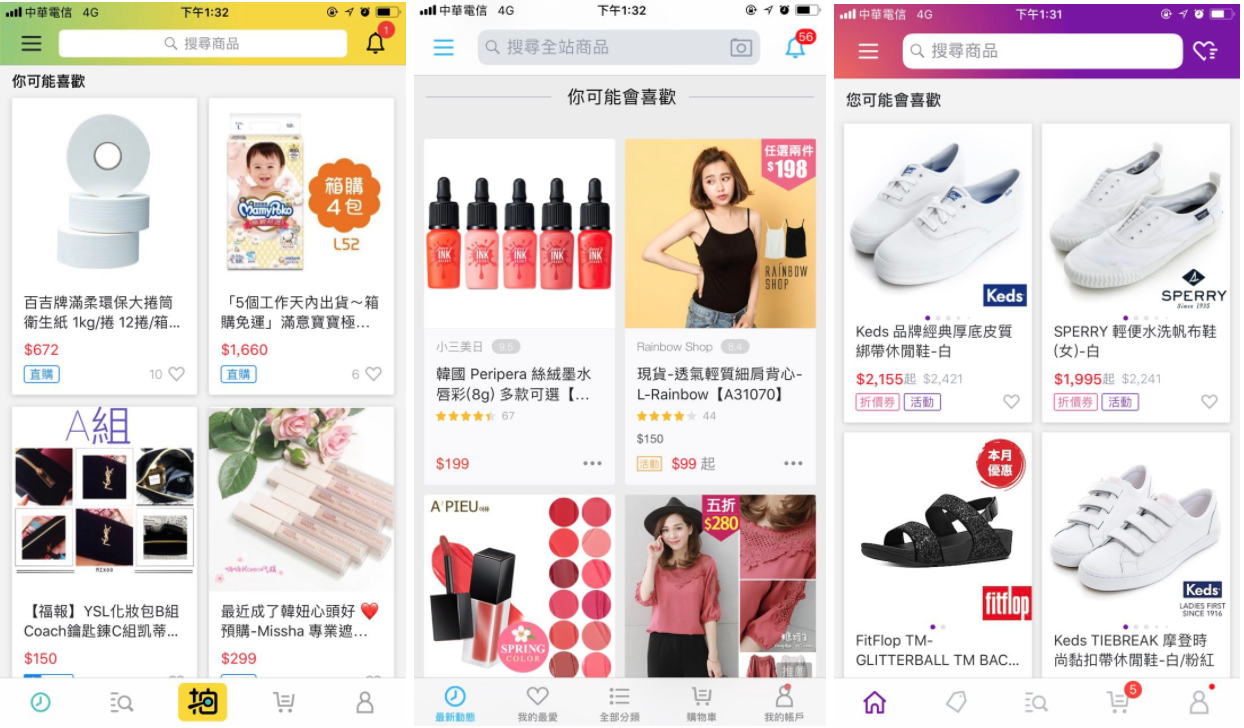 中華電信 4G
下午1:32
搜尋商品
1
你可能喜歡
MamyPoko
箱購
4包
L52
百吉牌滿柔環保大捲筒
衛生紙 1kg/捲 12捲/箱...
$672
直購
10
「5個工作天內出貨~箱
購免運」滿意寶寶極...
$1,660
直購
6
A組
【福報】YSL化妝包B組
Coach鑰匙鍊C組凱蒂...
$150
最近成了韓妞心頭好 ❤️
預購-Missha 專業遮...
$299
拍
中華電信 4G
下午1:32
搜尋全站商品
56
你可能會喜歡
INK
INK
INK
INK
INK
小三美日 9.5
韓國 Peripera 絲絨墨水
唇彩(8g) 多款可選【...
67
$199
任選兩件
$198
RAINBOW
SHOP
Rainbow Shop 8.4
現貨-透氣輕質細肩背心-
L-Rainbow【A31070】
44
$150
活動 $99 起
A'PIEU
SPRING
COLOR
五折
$280
推薦
最新動態
我的最愛
全部分類
購物車
我的帳戶
中華電信 4G
下午1:31
搜尋商品
您可能會喜歡
Keds
Keds 品牌經典厚底皮質
綁帶休閒鞋-白
$2,155起 $2,421
折價券 活動
SPERRY
Since 1935
SPERRY 輕便水洗帆布鞋
(女)-白
$1,995起 $2,241
折價券 活動
本月
優惠
fitflop
FitFlop TM-
GLITTERBALL TM BAC...
Keds
LADIES FIRST
SINCE 1916
Keds TIEBREAK 摩登時
尚黏扣帶休閒鞋-白/粉紅
5